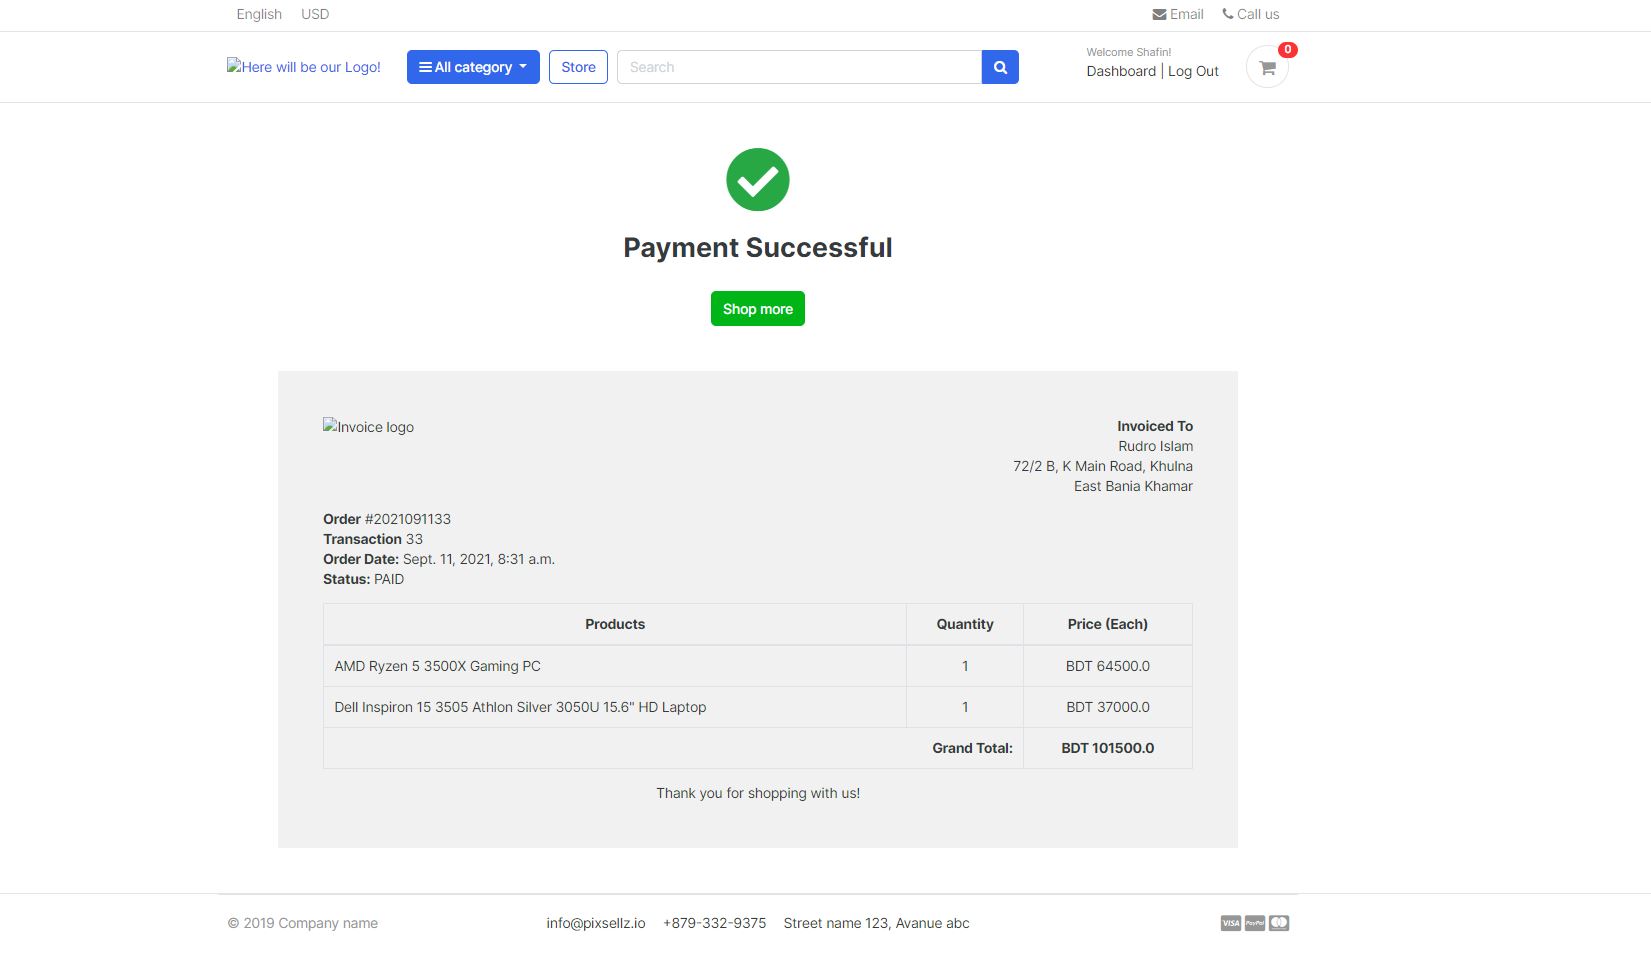 English USD Email Call us
Here will be our Logo! All category Store Search Welcome Shafin! 0
Dashboard | Log Out
Payment Successful
Shop more
Invoice logo
Invoiced To
Rudro Islam
72/2 B, K Main Road, Khulna
East Bania Khamar
Order #2021091133
Transaction 33
Order Date: Sept. 11, 2021, 8:31 a.m.
Status: PAID
Products Quantity Price (Each)
AMD Ryzen 5 3500X Gaming PC 1 BDT 64500.0
Dell Inspiron 15 3505 Athlon Silver 3050U 15.6" HD Laptop 1 BDT 37000.0
Grand Total: BDT 101500.0
Thank you for shopping with us!
© 2019 Company name info@pixsellz.io +879-332-9375 Street name 123, Avanue abc VISA PayPal